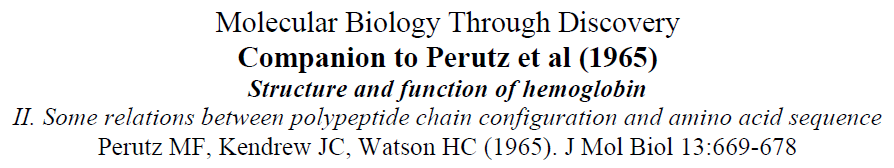 Molecular Biology Through Discovery
Companion to Perutz et al (1965)
Structure and function of hemoglobin
II. Some relations between polypeptide chain configuration and amino acid sequence
Perutz MF, Kendrew JC, Watson HC (1965). J Mol Biol 13:669-678